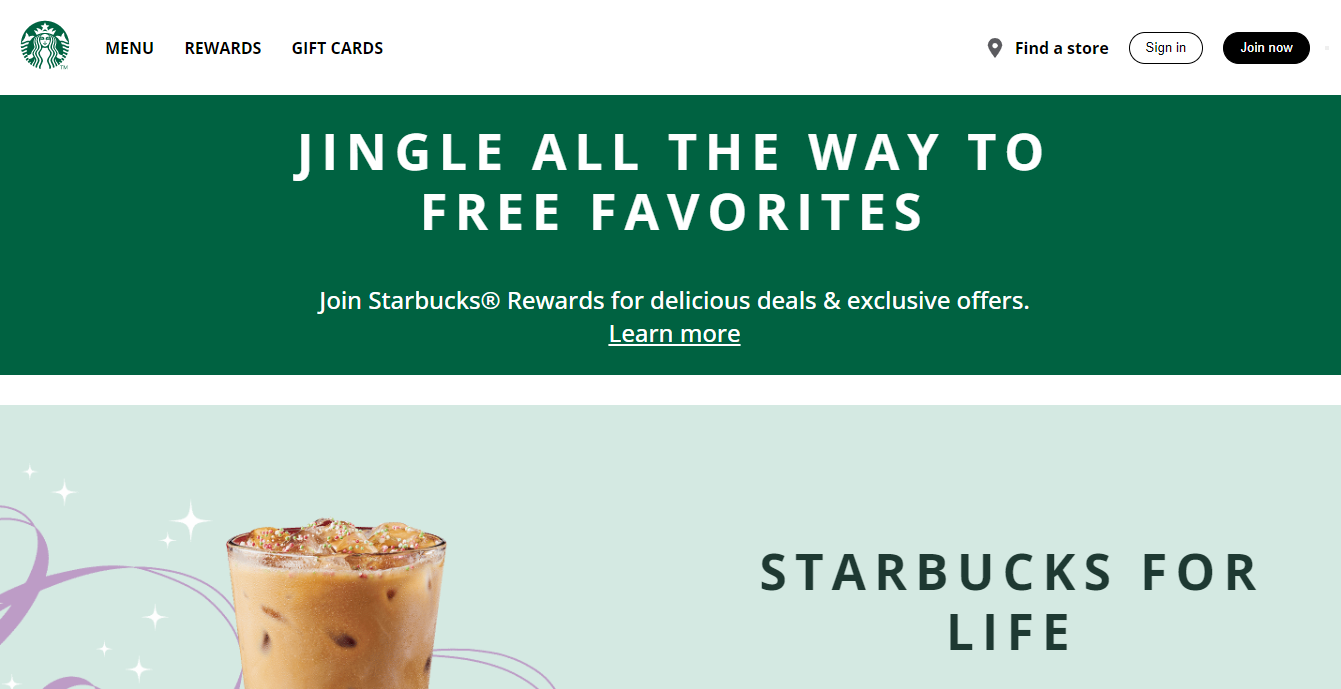 MENU REWARDS GIFT CARDS Find a store Sign in Join now
TM
JINGLE ALL THE WAY TO
FREE FAVORITES
Join Starbucks® Rewards for delicious deals & exclusive offers.
Learn more
STARBUCKS FOR
LIFE